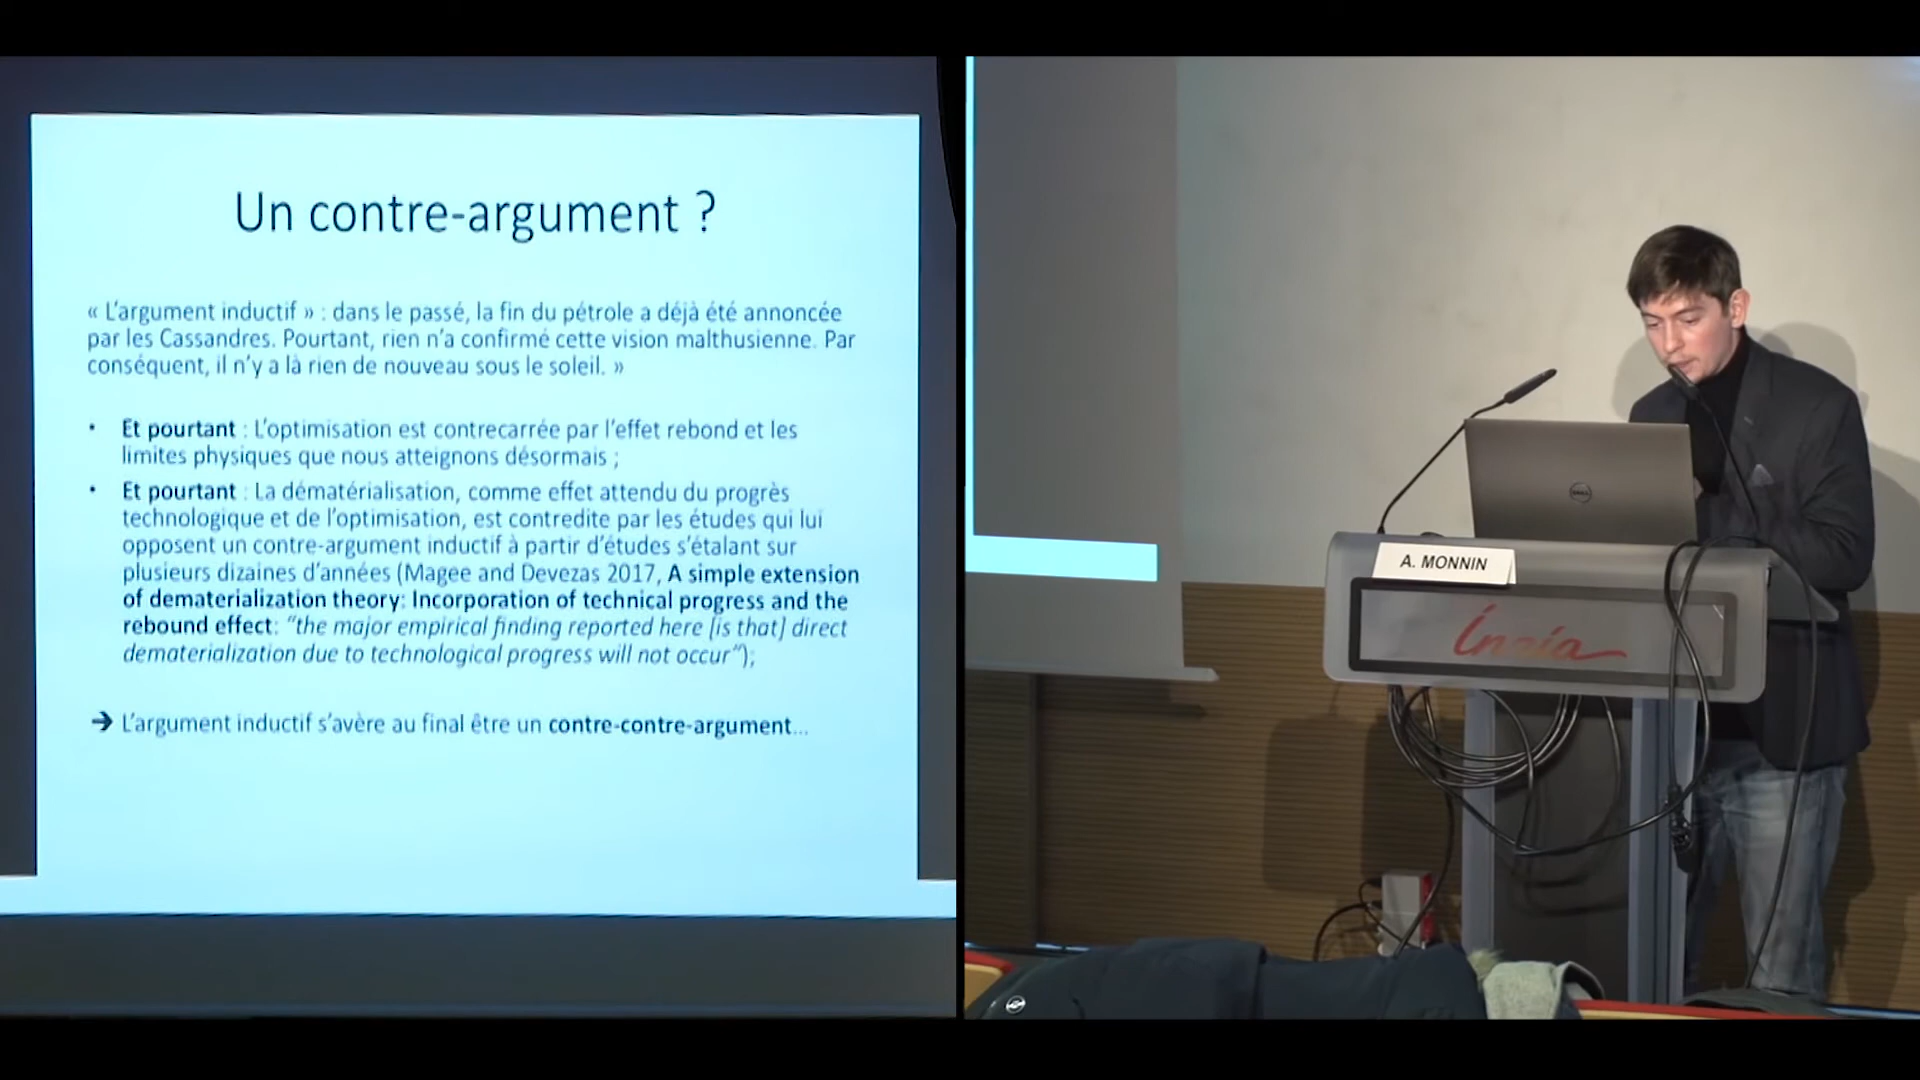 Un contre-argument ?
« L'argument inductif » : dans le passé, la fin du pétrole a déjà été annoncée
par les Cassandres. Pourtant, rien n'a confirmé cette vision malthusienne. Par
conséquent, il n'y a là rien de nouveau sous le soleil. »
• Et pourtant : L'optimisation est contrecarrée par l'effet rebond et les
limites physiques que nous atteignons désormais ;
• Et pourtant : La dématérialisation, comme effet attendu du progrès
technologique et de l'optimisation, est contredite par les études qui lui
opposent un contre-argument inductif à partir d'études s'étalant sur
plusieurs dizaines d'années (Magee and Devezas 2017, A simple extension
of dematerialization theory: Incorporation of technical progress and the
rebound effect: “the major empirical finding reported here [is that] direct
dematerialization due to technological progress will not occur”);
➔ L'argument inductif s'avère au final être un contre-contre-argument...
DELL
A. MONNIN
Inria